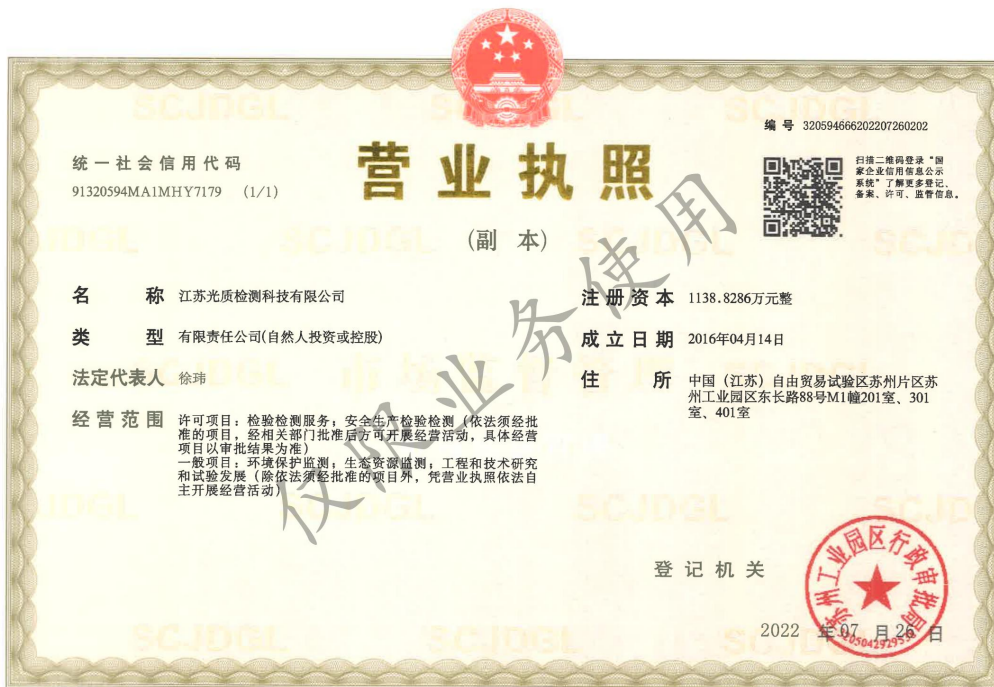 编 号 320594666202207260202
统一社会信用代码
91320594MA1MHY7179 (1/1)
营业执照
(副 本)
扫描二维码登录“国
家企业信用信息公示
系统”了解更多登记、
备案、许可、监管信息。
名 称 江苏光质检测科技有限公司
类 型 有限责任公司(自然人投资或控股)
法定代表人 徐玮
经营范围 许可项目：检验检测服务；安全生产检验检测（依法须经批
准的项目，经相关部门批准后方可开展经营活动，具体经营
项目以审批结果为准）
一般项目：环境保护监测；生态资源监测；工程和技术研究
和试验发展（除依法须经批准的项目外，凭营业执照依法自
主开展经营活动）
注册资本 1138.8286万元整
成立日期 2016年04月14日
住 所 中国（江苏）自由贸易试验区苏州片区苏
州工业园区东长路88号M1幢201室、301
室、401室
仅限业务使用
登记机关
苏州工业园区行政审批局
2022 年 07 月 26 日
SCJDGL